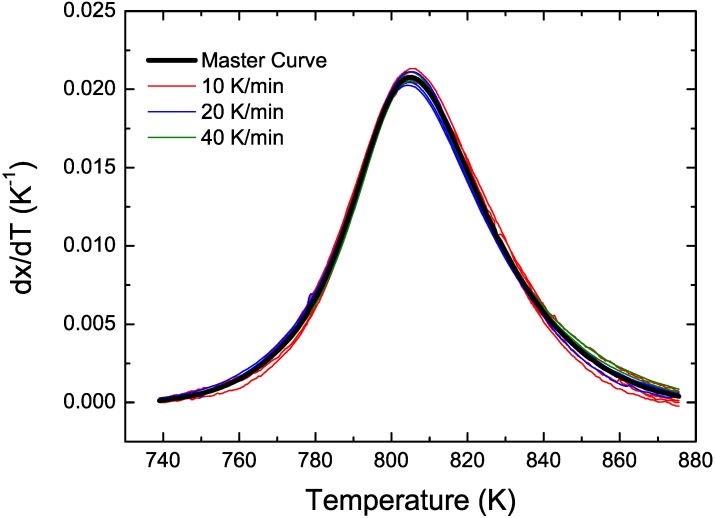 0.025
0.020
0.015
0.010
0.005
0.000
dx/dT (K⁻¹)
Master Curve
10 K/min
20 K/min
40 K/min
740 760 780 800 820 840 860 880
Temperature (K)